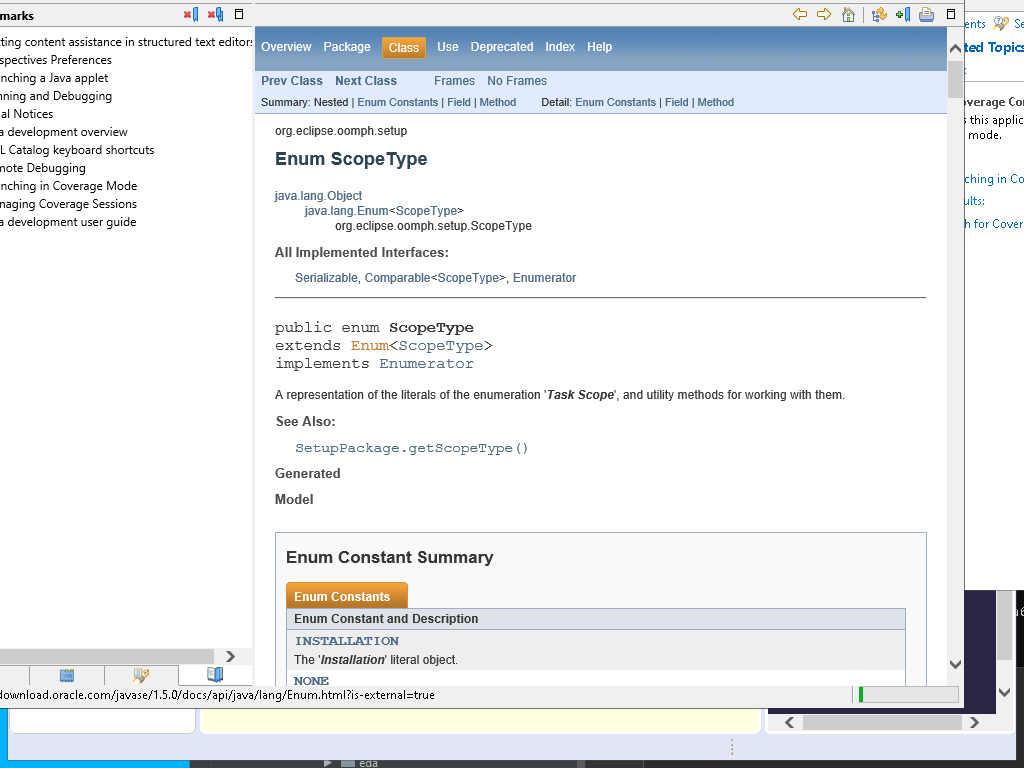 marks
ting content assistance in structured text editors
spectives Preferences
nching a Java applet
nning and Debugging
al Notices
a development overview
L Catalog keyboard shortcuts
mote Debugging
nching in Coverage Mode
naging Coverage Sessions
a development user guide
Overview Package Class Use Deprecated Index Help
Prev Class Next Class Frames No Frames
Summary: Nested | Enum Constants | Field | Method Detail: Enum Constants | Field | Method
org.eclipse.oomph.setup
Enum ScopeType
java.lang.Object
java.lang.Enum<ScopeType>
org.eclipse.oomph.setup.ScopeType
All Implemented Interfaces:
Serializable, Comparable<ScopeType>, Enumerator
public enum ScopeType
extends Enum<ScopeType>
implements Enumerator
A representation of the literals of the enumeration 'Task Scope', and utility methods for working with them.
See Also:
SetupPackage.getScopeType()
Generated
Model
Enum Constant Summary
Enum Constants
Enum Constant and Description
INSTALLATION
The 'Installation' literal object.
NONE
download.oracle.com/javase/1.5.0/docs/api/java/lang/Enum.html?is-external=true
ents Se
ted Topics
overage Co
s this applic
mode.
ching in Co
ults:
h for Cover
eda